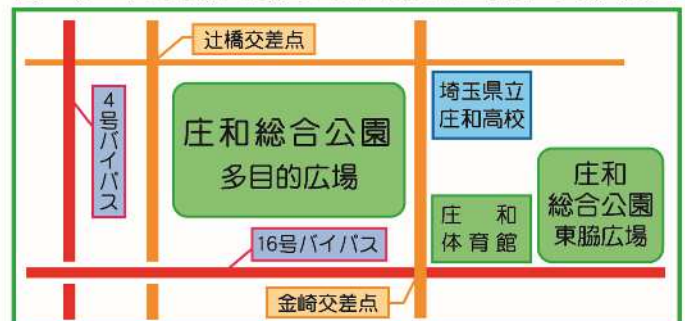 辻橋交差点
4号バイパス
庄和総合公園
多目的広場
埼玉県立
庄和高校
庄和
体育館
庄和
総合公園
東脇広場
16号バイパス
金崎交差点